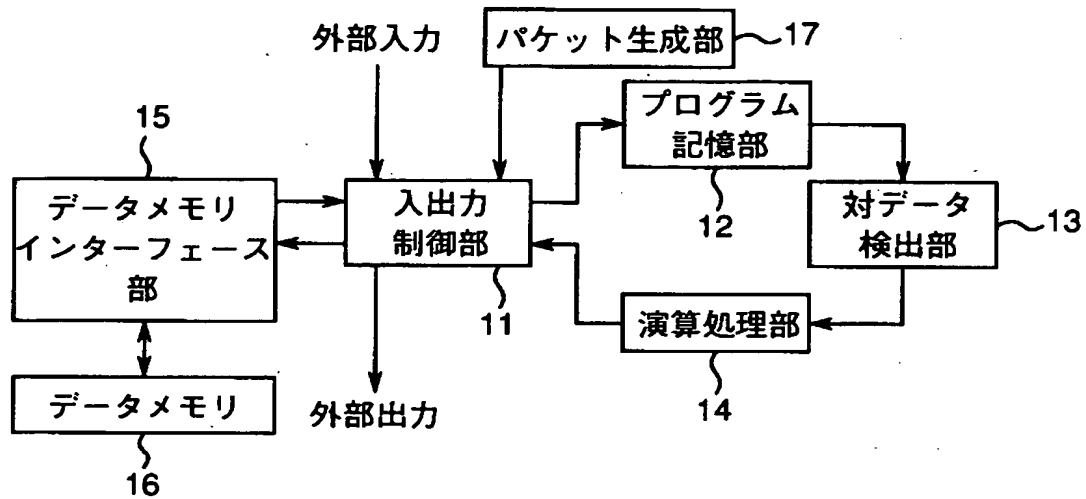 外部入力
パケット生成部
17
プログラム
記憶部
12
15
データメモリ
インターフェース
部
入出力
制御部
11
対データ
検出部
13
演算処理部
14
データメモリ
16
外部出力